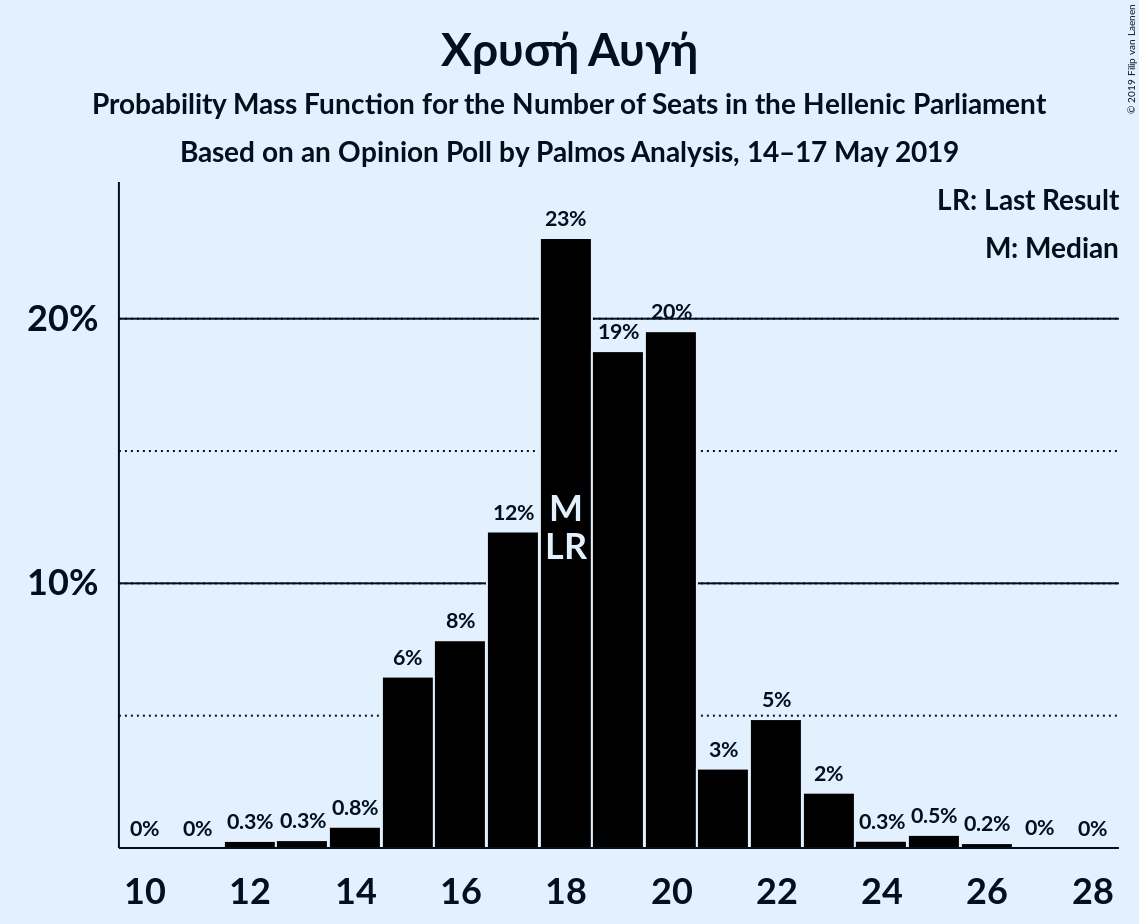 Χρυσή Αυγή
Probability Mass Function for the Number of Seats in the Hellenic Parliament
Based on an Opinion Poll by Palmos Analysis, 14–17 May 2019
© 2019 Filip van Laenen
LR: Last Result
M: Median
20%
10%
0%
0%
0.3%
0.3%
0.8%
6%
8%
12%
23%
19%
20%
3%
5%
2%
0.3%
0.5%
0.2%
0%
0%
M
LR
10 12 14 16 18 20 22 24 26 28